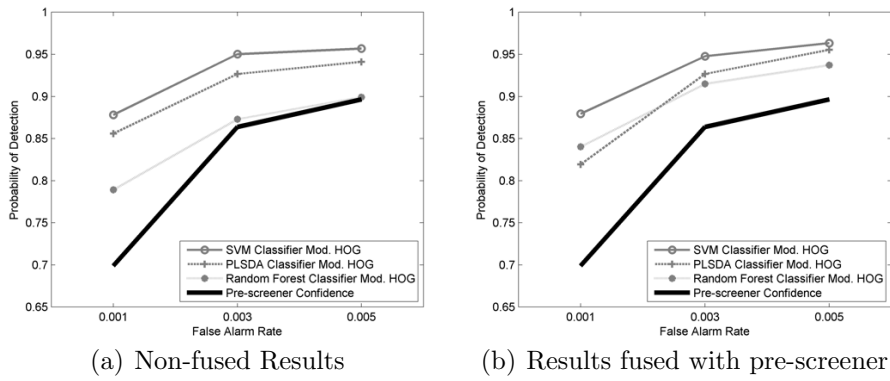 1
0.95
0.9
0.85
0.8
0.75
0.7
0.65
Probability of Detection
SVM Classifier Mod. HOG
PLSDA Classifier Mod. HOG
Random Forest Classifier Mod. HOG
Pre-screener Confidence
0.001
0.003
0.005
False Alarm Rate
(a) Non-fused Results
1
0.95
0.9
0.85
0.8
0.75
0.7
0.65
Probability of Detection
SVM Classifier Mod. HOG
PLSDA Classifier Mod. HOG
Random Forest Classifier Mod. HOG
Pre-screener Confidence
0.001
0.003
0.005
False Alarm Rate
(b) Results fused with pre-screener